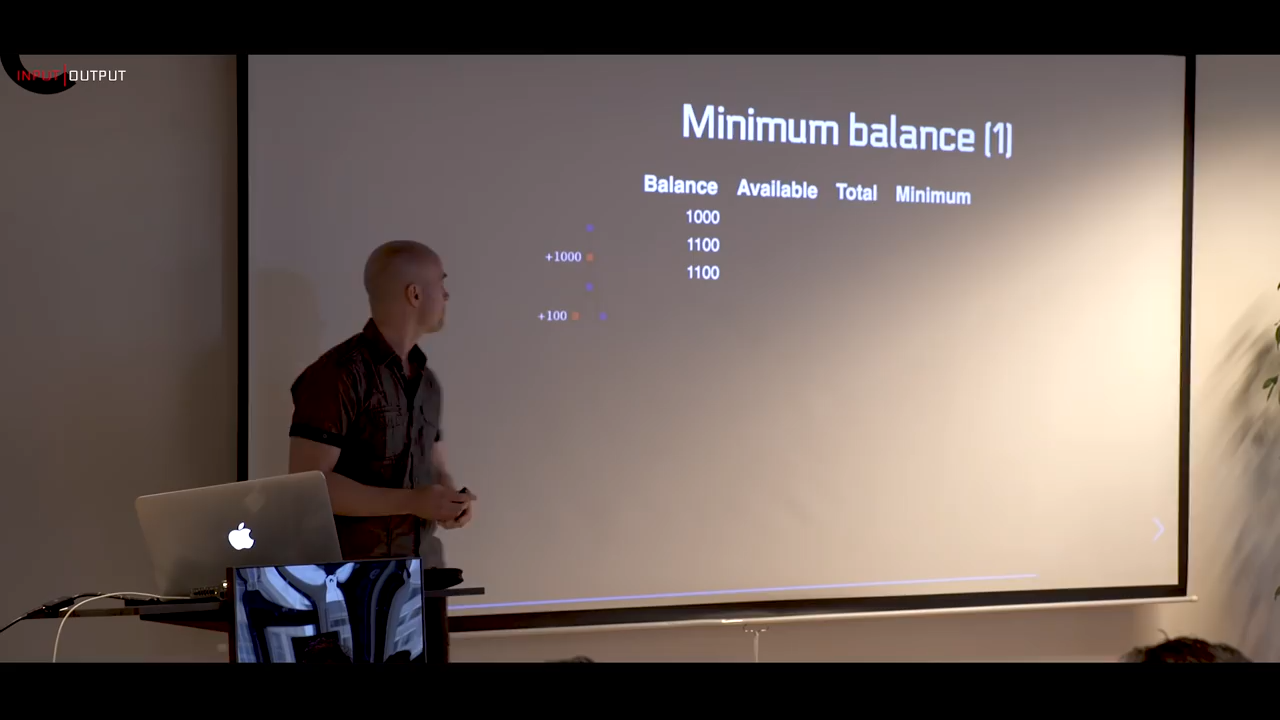 INPUT|OUTPUT
Minimum balance (1)
Balance Available Total Minimum
1000
1100
1100
+1000
+100